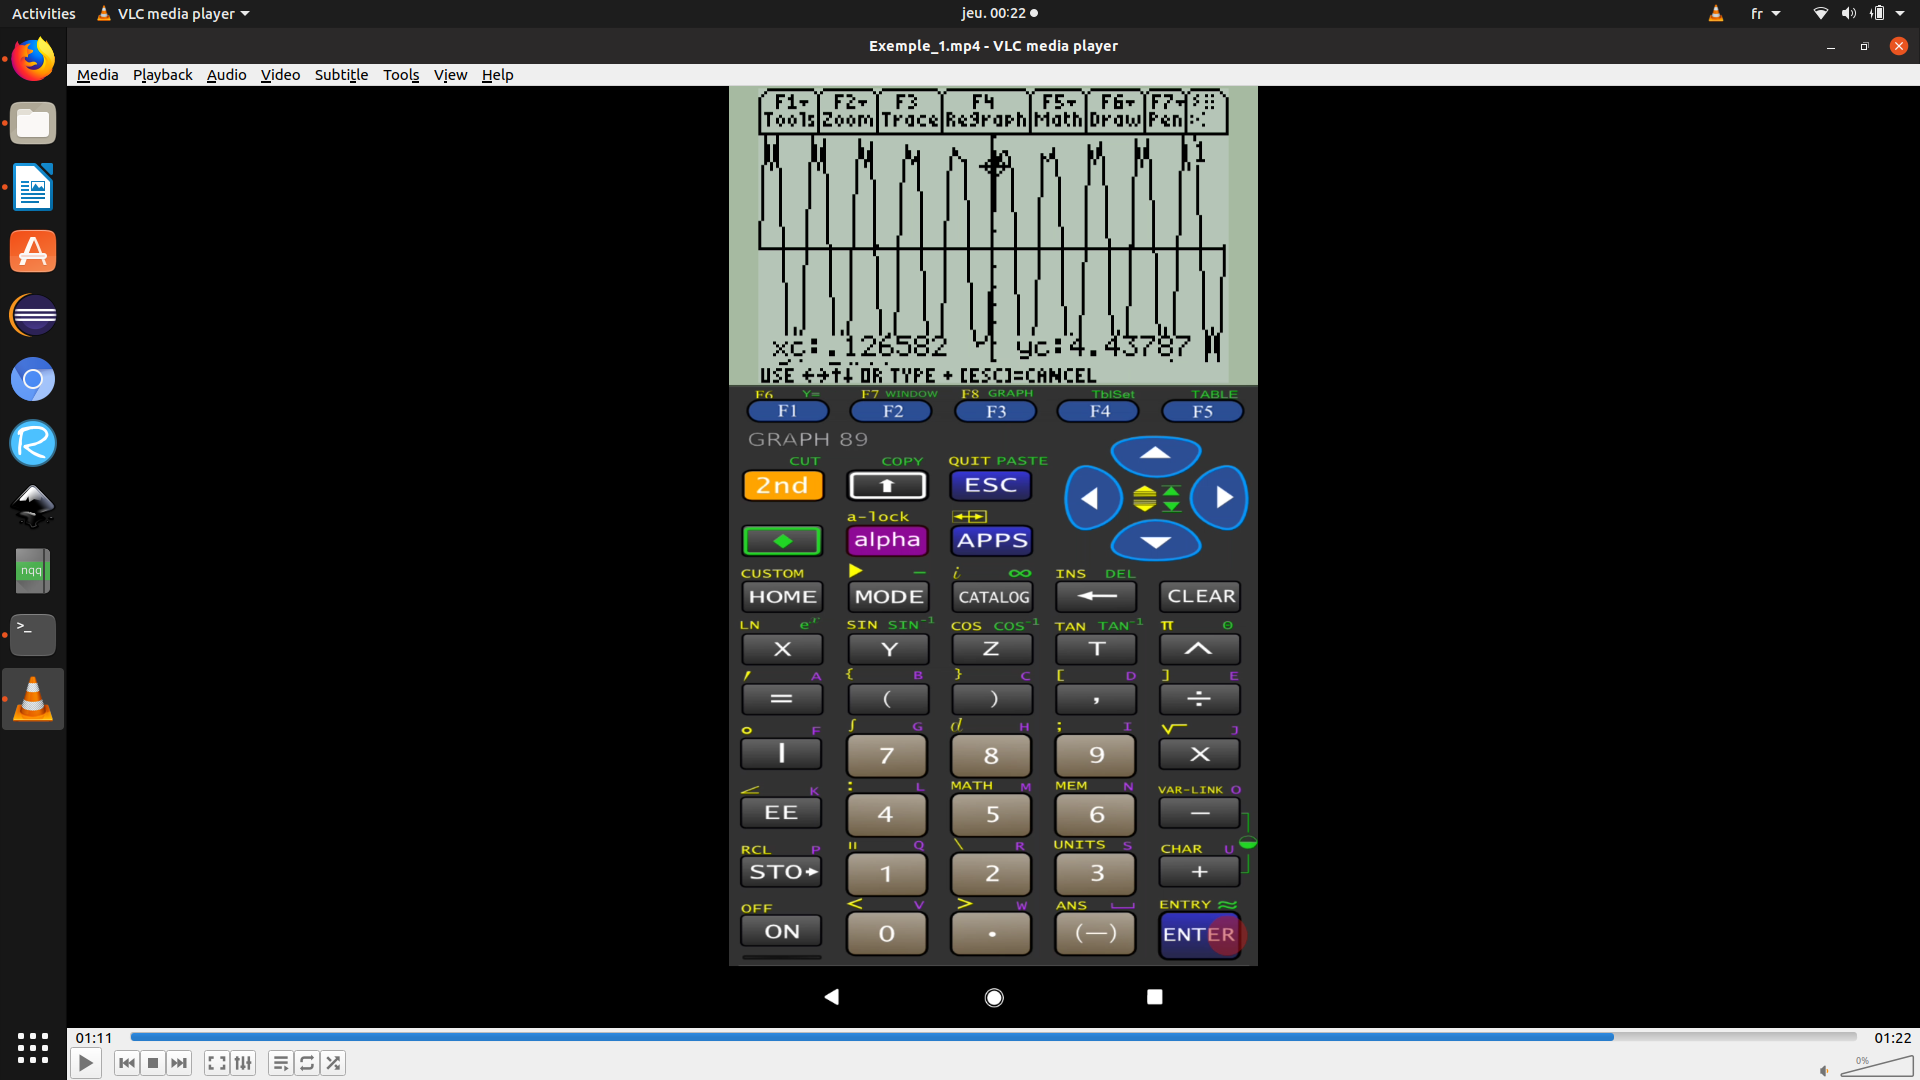 Activities VLC media player jeu. 00:22 fr
Exemple_1.mp4 - VLC media player
Media Playback Audio Video Subtitle Tools View Help
F1 F2 F3 F4 F5 F6 F7
Tools Zoom Trace ReGraph Math Draw Pen
1
xc:.126582 yc:4.43787
USE ←→↑↓ OR TYPE + [ESC]=CANCEL
F6 Y= F7 WINDOW F8 GRAPH TblSet TABLE
F1 F2 F3 F4 F5
GRAPH 89
CUT COPY QUIT PASTE
2nd ESC
a-lock
alpha APPS
CUSTOM i ∞ INS DEL
HOME MODE CATALOG ← CLEAR
LN eˣ SIN SIN⁻¹ COS COS⁻¹ TAN TAN⁻¹ π Θ
X Y Z T ^
' A { B } C [ D ] E
= ( ) , ÷
° F ∫ G d H ; I √ J
| 7 8 9 ×
∠ K : L MATH M MEM N VAR-LINK O
EE 4 5 6 −
RCL P " Q \ R UNITS S CHAR U
STO► 1 2 3 +
OFF < V > W ANS ENTRY ≈
ON 0 . (—) ENTER
nqq
>_
01:11 01:22
0%